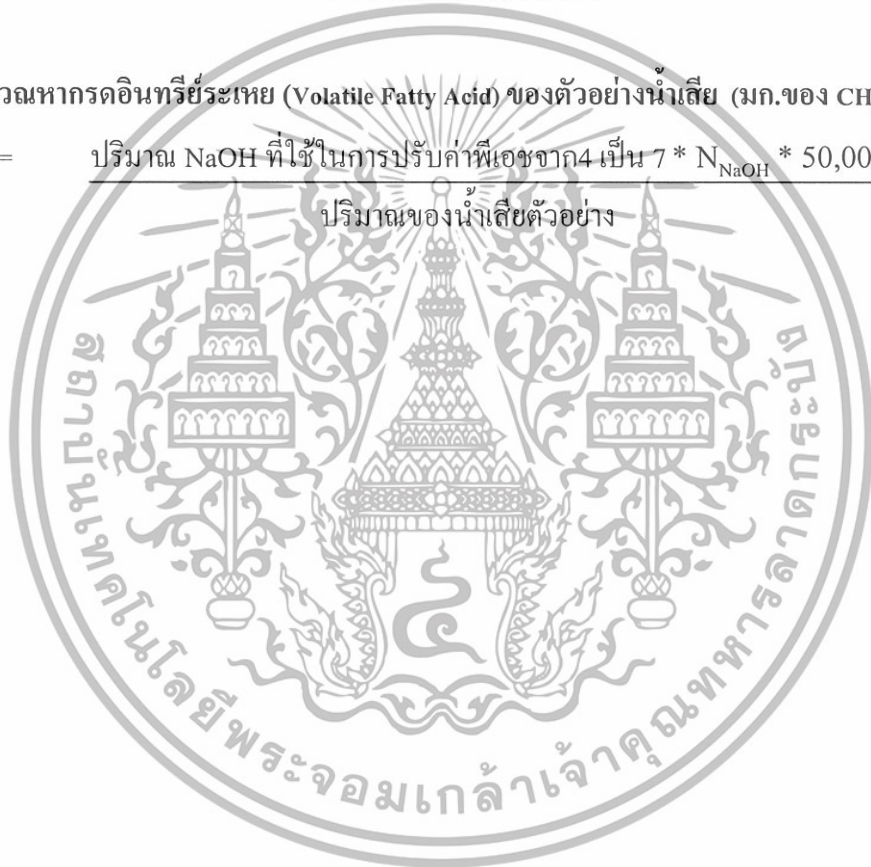 วณหากรดอินทรีย์ระเหย (Volatile Fatty Acid) ของตัวอย่างน้ำเสีย (มก.ของ CH
= ปริมาณ NaOH ที่ใช้ในการปรับค่าพีเอชจาก4 เป็น 7 * N_NaOH * 50,00
ปริมาณของน้ำเสียตัวอย่าง
สถาบันเทคโนโลยีพระจอมเกล้าเจ้าคุณทหารลาดกระบัง
๔